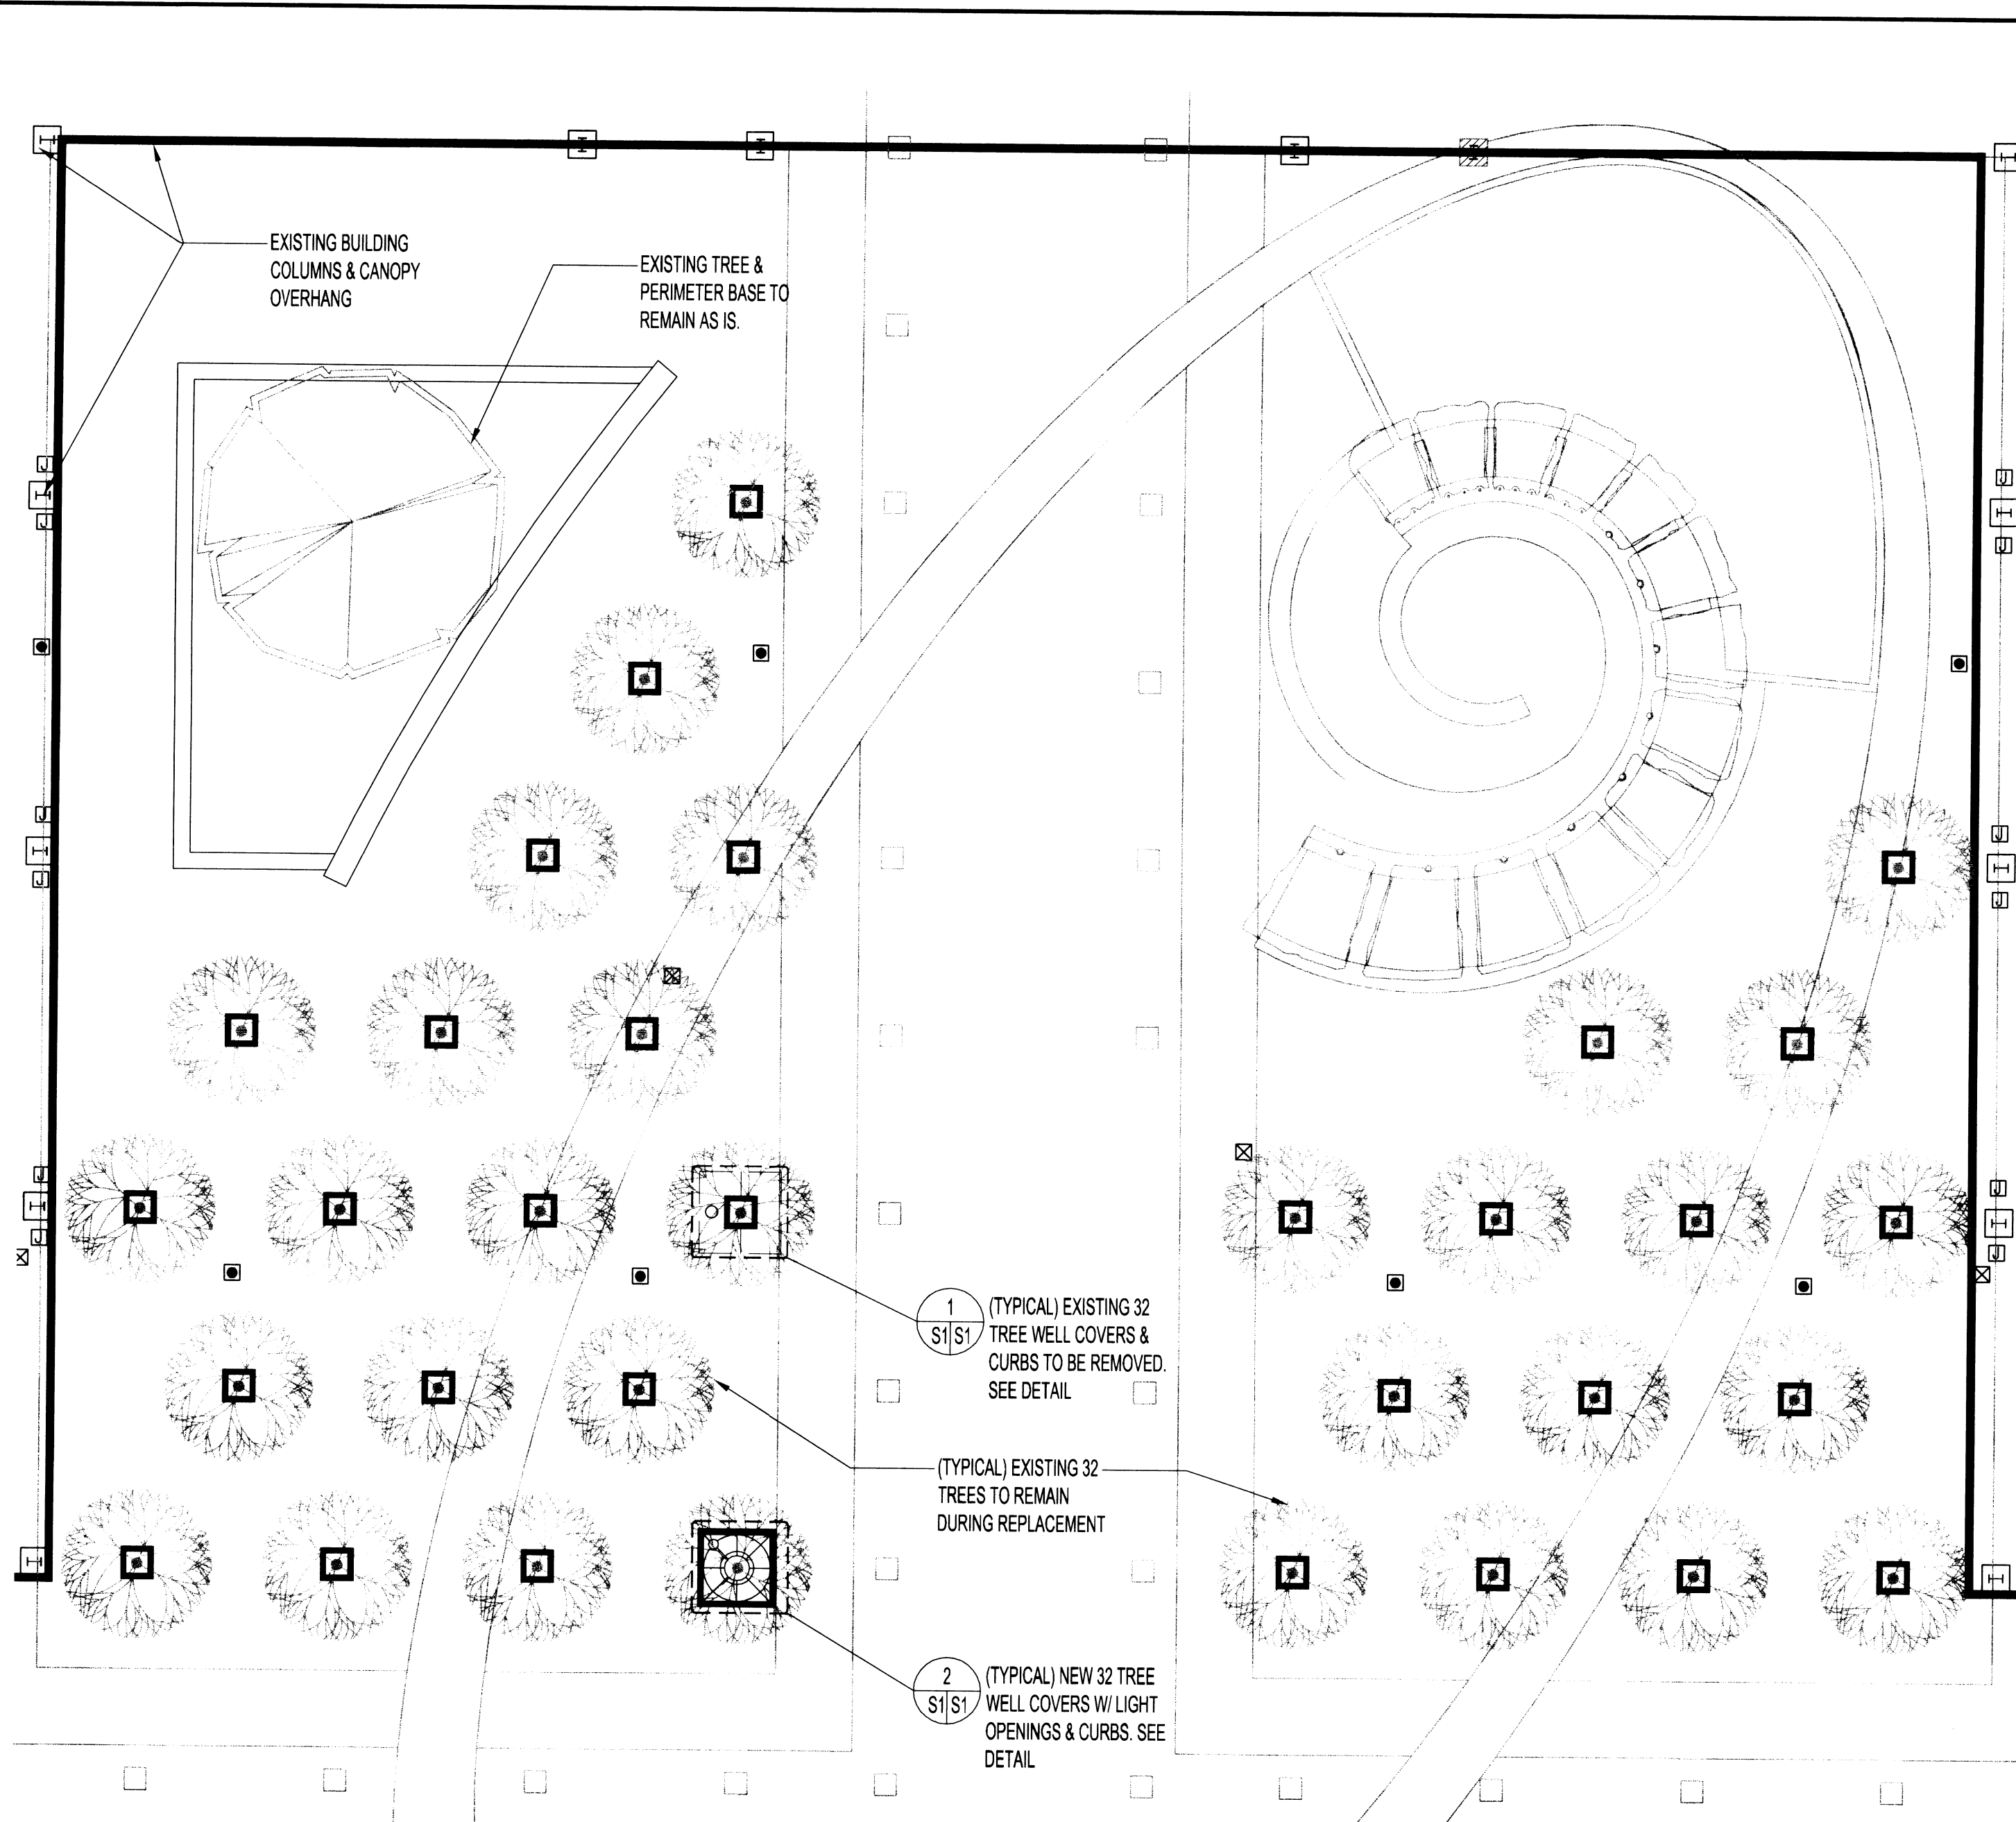 EXISTING BUILDING
COLUMNS & CANOPY
OVERHANG
EXISTING TREE &
PERIMETER BASE TO
REMAIN AS IS.
1
S1 S1
(TYPICAL) EXISTING 32
TREE WELL COVERS &
CURBS TO BE REMOVED.
SEE DETAIL
(TYPICAL) EXISTING 32
TREES TO REMAIN
DURING REPLACEMENT
2
S1 S1
(TYPICAL) NEW 32 TREE
WELL COVERS W/ LIGHT
OPENINGS & CURBS. SEE
DETAIL